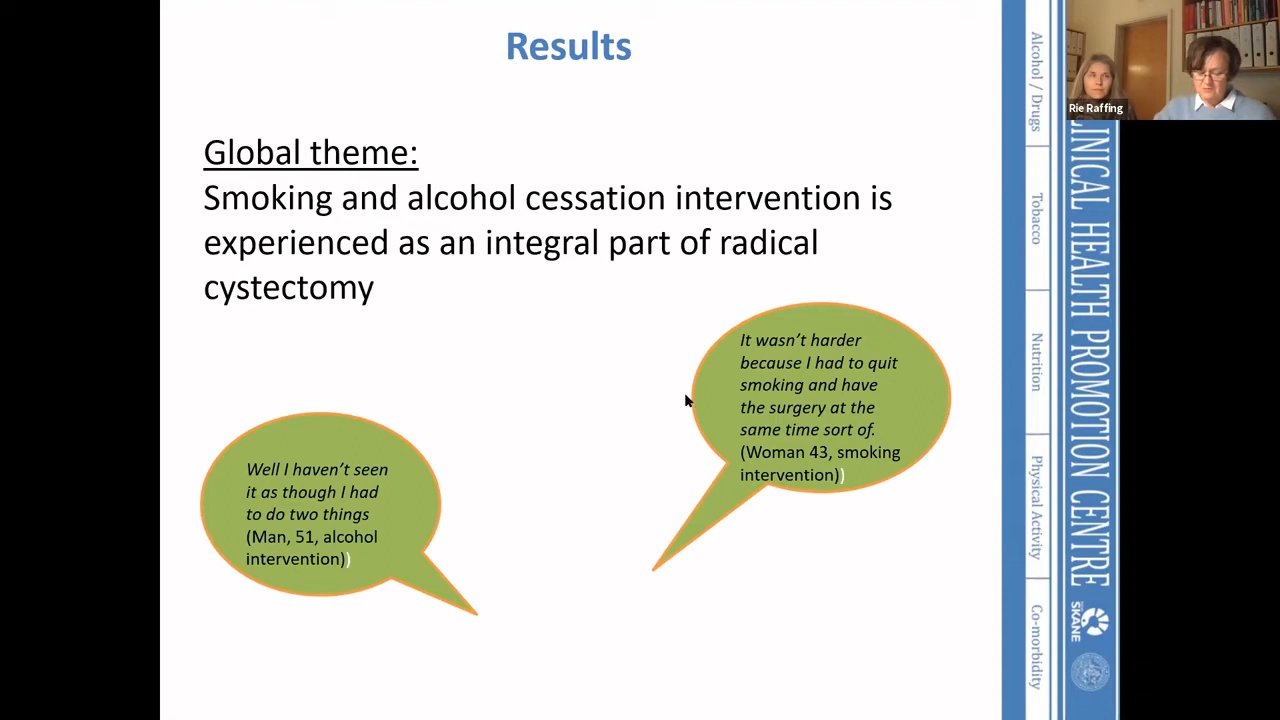 Results
Global theme:
Smoking and alcohol cessation intervention is
experienced as an integral part of radical
cystectomy
It wasn't harder
because I had to quit
smoking and have
the surgery at the
same time sort of.
(Woman 43, smoking
intervention))
Well I haven't seen
it as though I had
to do two things
(Man, 51, alcohol
intervention))
Alcohol / Drugs
Tobacco
Nutrition
Physical Activity
Co-morbidity
LINICAL HEALTH PROMOTION CENTRE
SKÅNE
Rie Raffing